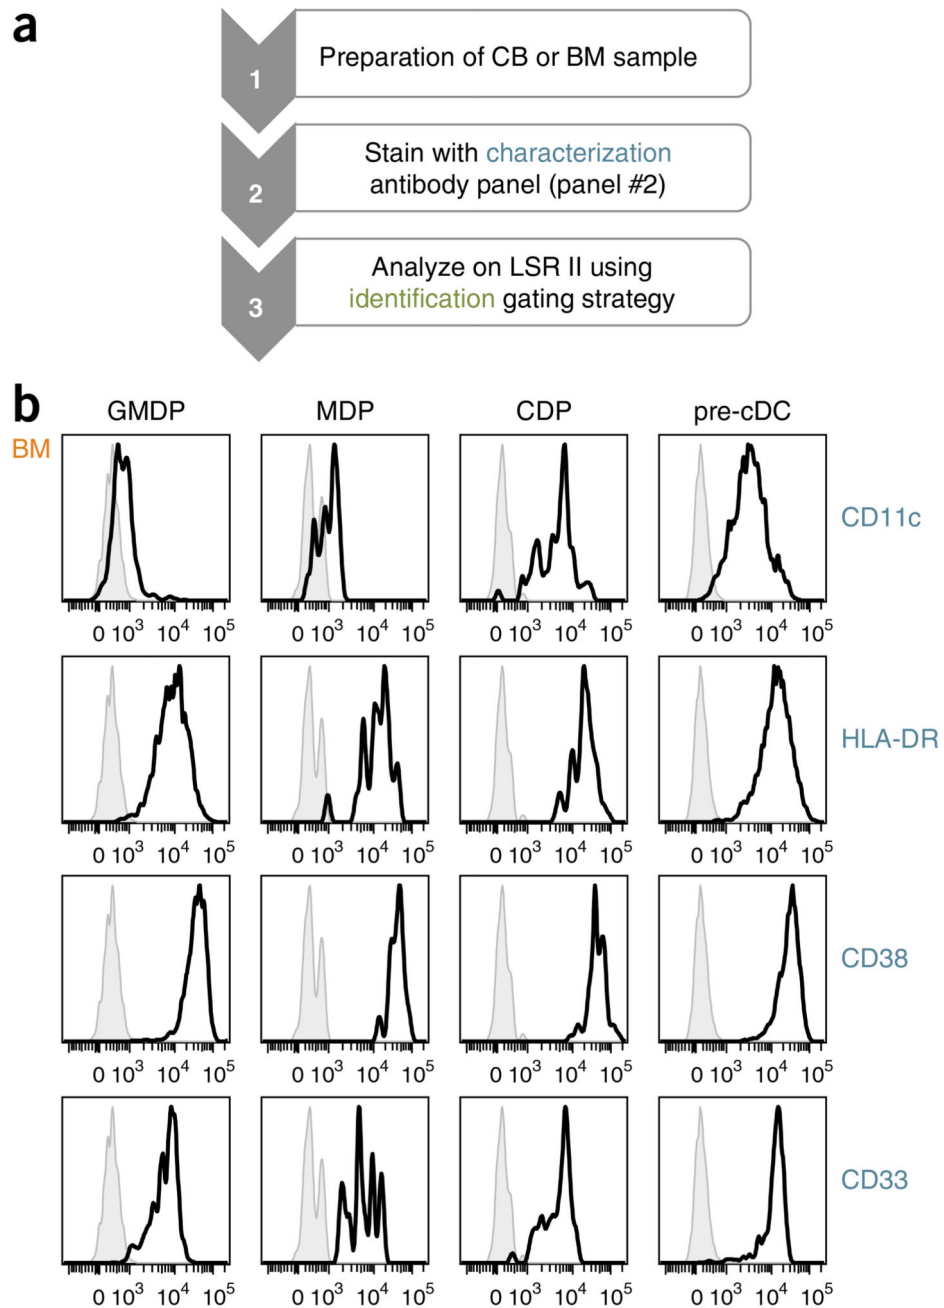 a
1
Preparation of CB or BM sample
2
Stain with characterization
antibody panel (panel #2)
3
Analyze on LSR II using
identification gating strategy
b
GMDP MDP CDP pre-cDC
BM
CD11c
0 10³ 10⁴ 10⁵ 0 10³ 10⁴ 10⁵ 0 10³ 10⁴ 10⁵ 0 10³ 10⁴ 10⁵
HLA-DR
0 10³ 10⁴ 10⁵ 0 10³ 10⁴ 10⁵ 0 10³ 10⁴ 10⁵ 0 10³ 10⁴ 10⁵
CD38
0 10³ 10⁴ 10⁵ 0 10³ 10⁴ 10⁵ 0 10³ 10⁴ 10⁵ 0 10³ 10⁴ 10⁵
CD33
0 10³ 10⁴ 10⁵ 0 10³ 10⁴ 10⁵ 0 10³ 10⁴ 10⁵ 0 10³ 10⁴ 10⁵